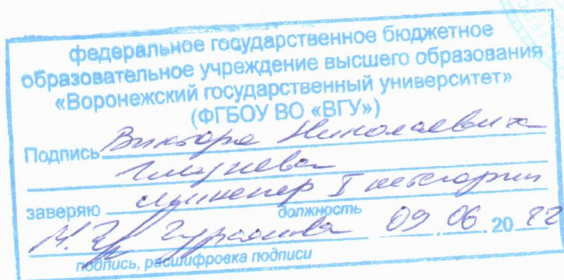 федеральное государственное бюджетное
образовательное учреждение высшего образования
«Воронежский государственный университет»
(ФГБОУ ВО «ВГУ»)
Подпись Виктора Николаевича
заверяю инженер I категории
должность
09.06.2022
подпись, расшифровка подписи